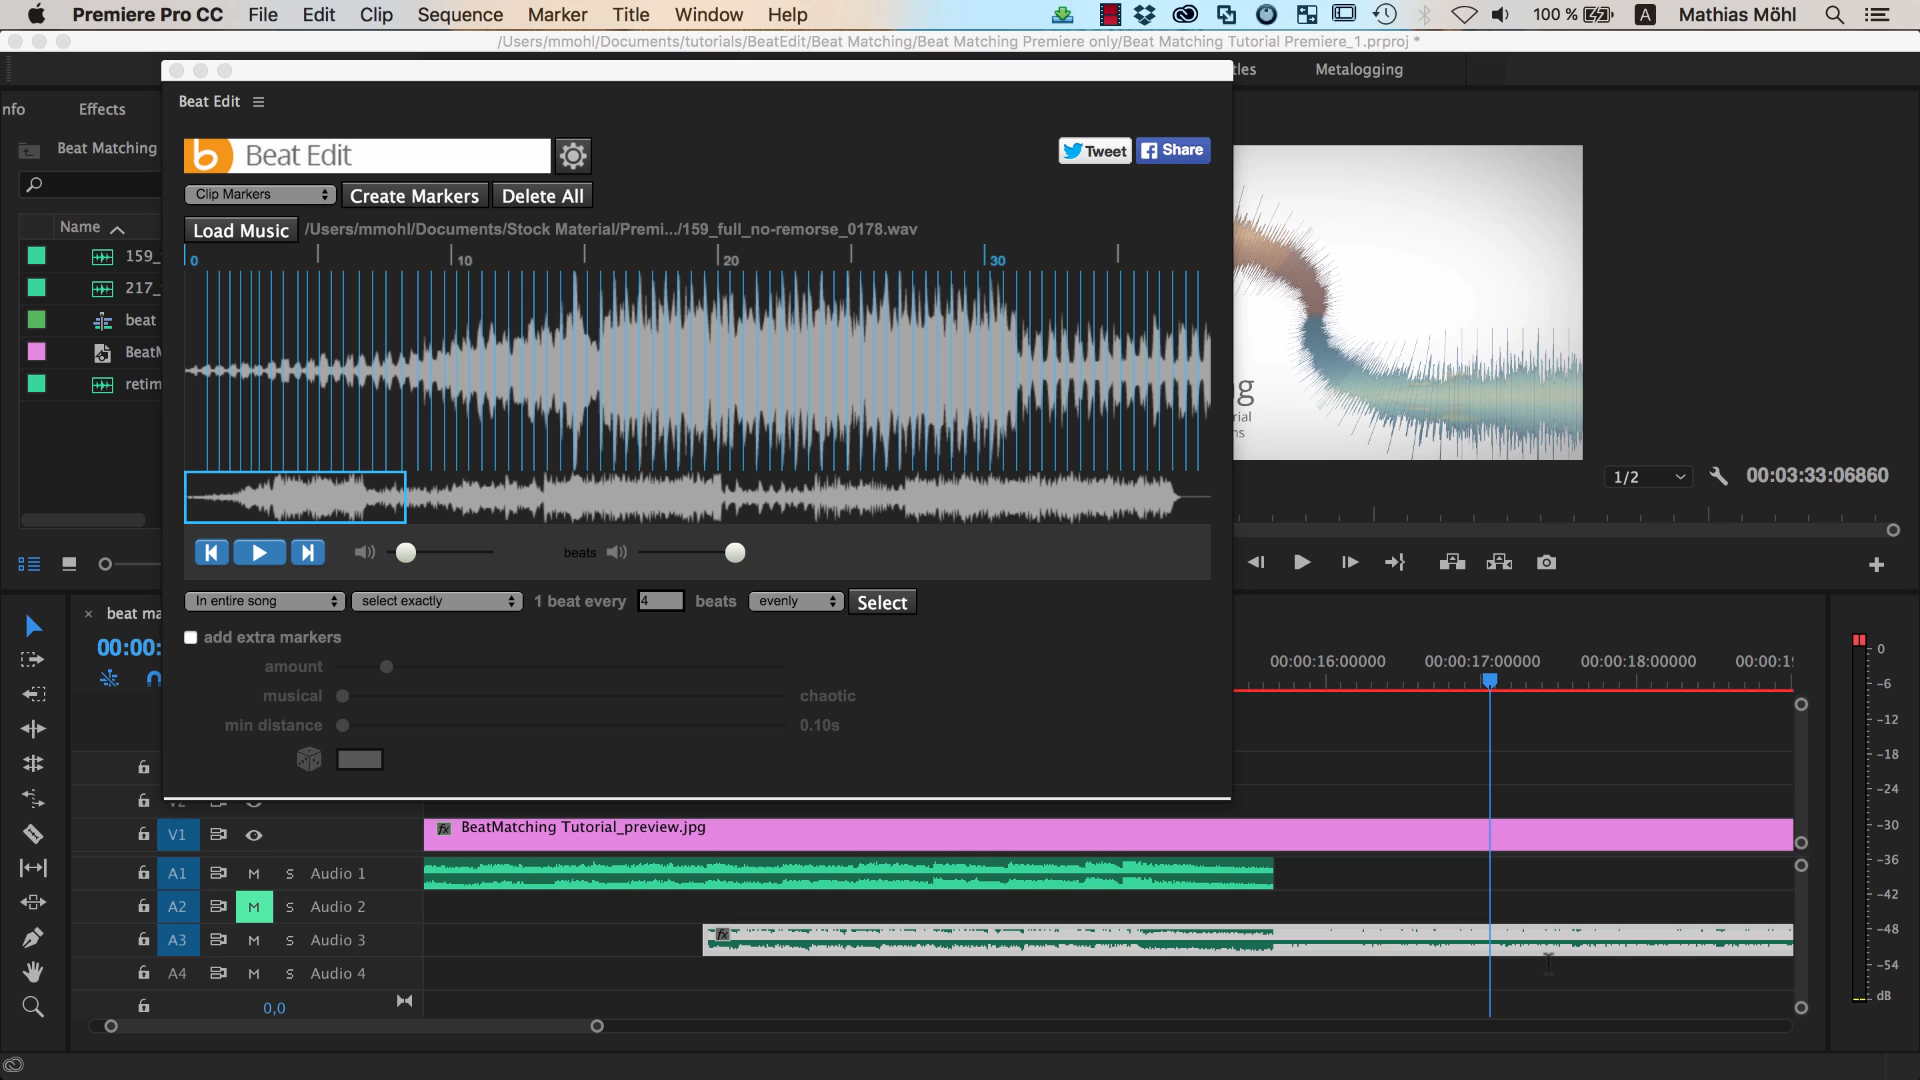 Premiere Pro CC File Edit Clip Sequence Marker Title Window Help 100 % A Mathias Möhl
/Users/mmohl/Documents/tutorials/BeatEdit/Beat Matching/Beat Matching Premiere only/Beat Matching Tutorial Premiere_1.prproj *
tles Metalogging
Beat Edit
nfo Effects
Beat Matching
b Beat Edit
Tweet Share
Clip Markers Create Markers Delete All
Name
Load Music /Users/mmohl/Documents/Stock Material/Premi.../159_full_no-remorse_0178.wav
0 10 20 30
159_
217_
beat
BeatM
retim
g
rial
ns
1/2 00:03:33:06860
beats
In entire song select exactly 1 beat every 4 beats evenly Select
× beat ma
add extra markers
00:00:
amount
musical chaotic
min distance 0.10s
00:00:16:00000 00:00:17:00000 00:00:18:00000 00:00:1
V2
V1 fx BeatMatching Tutorial_preview.jpg
A1 M S Audio 1
A2 M S Audio 2
A3 M S Audio 3 fx
A4 M S Audio 4
0,0
0
-6
-12
-18
-24
-30
-36
-42
-48
-54
dB